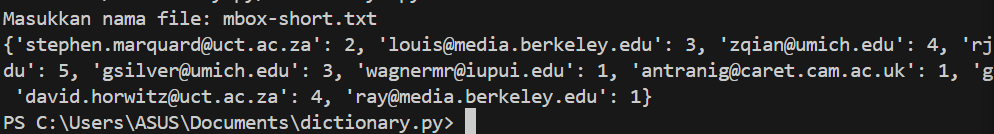 Masukkan nama file: mbox-short.txt
{'stephen.marquard@uct.ac.za': 2, 'louis@media.berkeley.edu': 3, 'zqian@umich.edu': 4, 'rj
du': 5, 'gsilver@umich.edu': 3, 'wagnermr@iupui.edu': 1, 'antranig@caret.cam.ac.uk': 1, 'g
'david.horwitz@uct.ac.za': 4, 'ray@media.berkeley.edu': 1}
PS C:\Users\ASUS\Documents\dictionary.py>